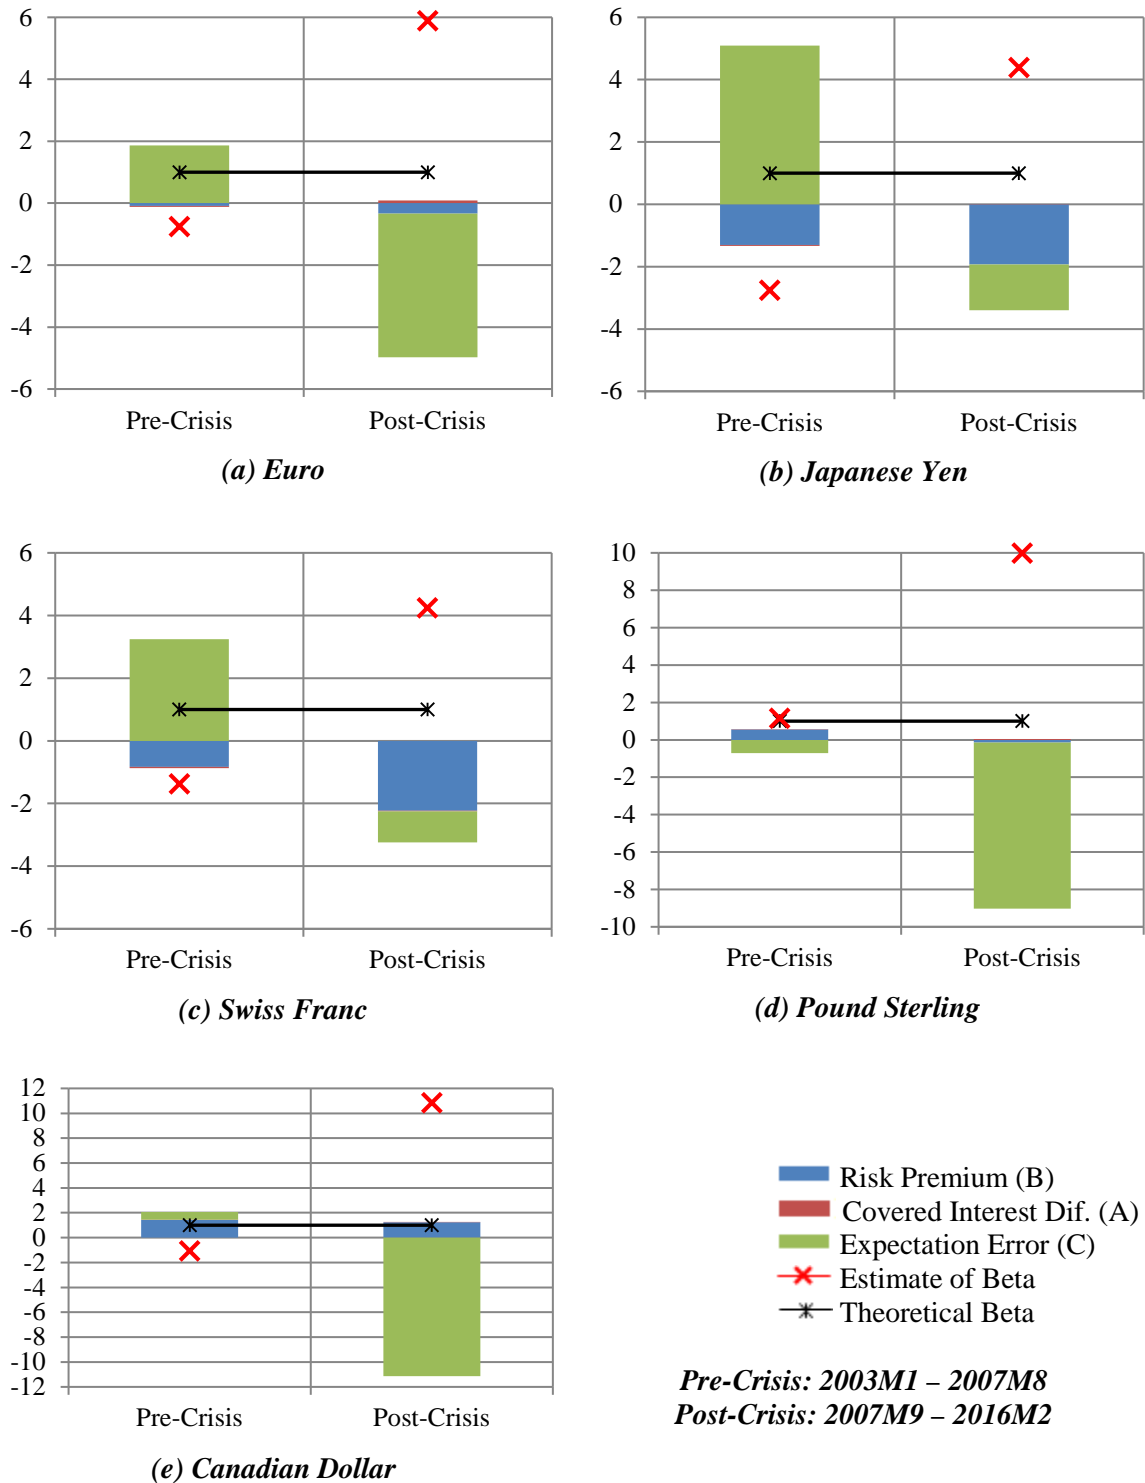 6
4
2
0
-2
-4
-6
Pre-Crisis
Post-Crisis
(a) Euro
6
4
2
0
-2
-4
-6
Pre-Crisis
Post-Crisis
(b) Japanese Yen
6
4
2
0
-2
-4
-6
Pre-Crisis
Post-Crisis
(c) Swiss Franc
10
8
6
4
2
0
-2
-4
-6
-8
-10
Pre-Crisis
Post-Crisis
(d) Pound Sterling
12
10
8
6
4
2
0
-2
-4
-6
-8
-10
-12
Pre-Crisis
Post-Crisis
(e) Canadian Dollar
Risk Premium (B)
Covered Interest Dif. (A)
Expectation Error (C)
Estimate of Beta
Theoretical Beta
Pre-Crisis: 2003M1 – 2007M8
Post-Crisis: 2007M9 – 2016M2